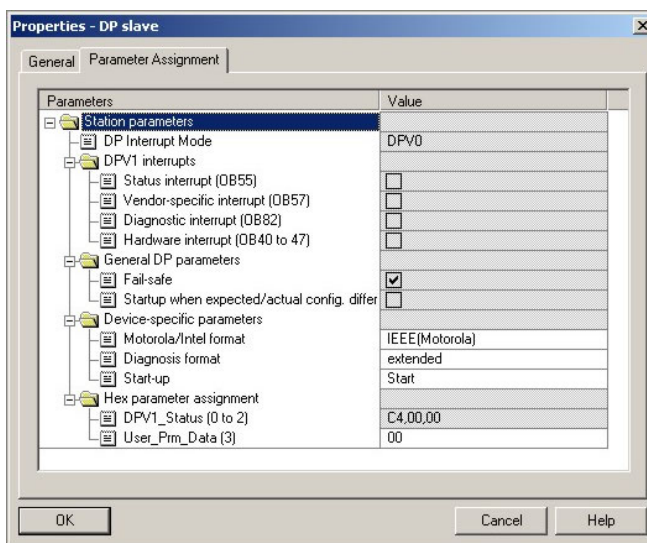 Properties - DP slave
General Parameter Assignment
Parameters Value
Station parameters
DP Interrupt Mode DPV0
DPV1 interrupts
Status interrupt (OB55)
Vendor-specific interrupt (OB57)
Diagnostic interrupt (OB82)
Hardware interrupt (OB40 to 47)
General DP parameters
Fail-safe
Startup when expected/actual config. differ
Device-specific parameters
Motorola/Intel format IEEE(Motorola)
Diagnosis format extended
Start-up Start
Hex parameter assignment
DPV1_Status (0 to 2) C4,00,00
User_Prm_Data (3) 00
OK Cancel Help